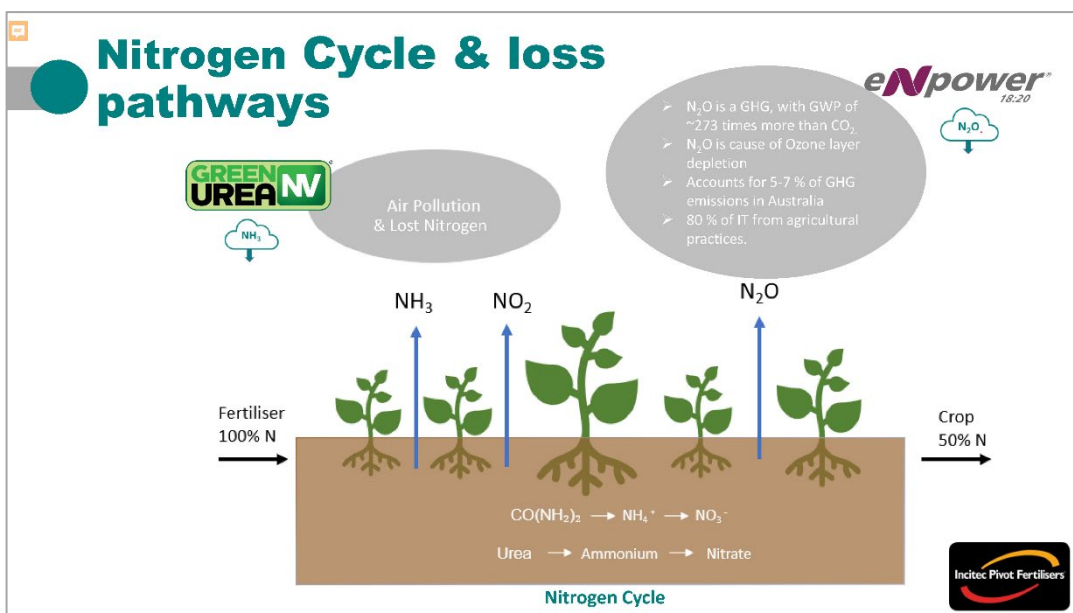 Nitrogen Cycle & loss
pathways
eNpower®
18:20
N₂O
GREEN
UREA NV®
NH₃
Air Pollution
& Lost Nitrogen
➢ N₂O is a GHG, with GWP of
~273 times more than CO₂.
➢ N₂O is cause of Ozone layer
depletion
➢ Accounts for 5-7 % of GHG
emissions in Australia
➢ 80 % of IT from agricultural
practices.
NH₃
NO₂
N₂O
Fertiliser
100% N
Crop
50% N
CO(NH₂)₂ → NH₄⁺ → NO₃⁻
Urea → Ammonium → Nitrate
Nitrogen Cycle
Incitec Pivot Fertilisers